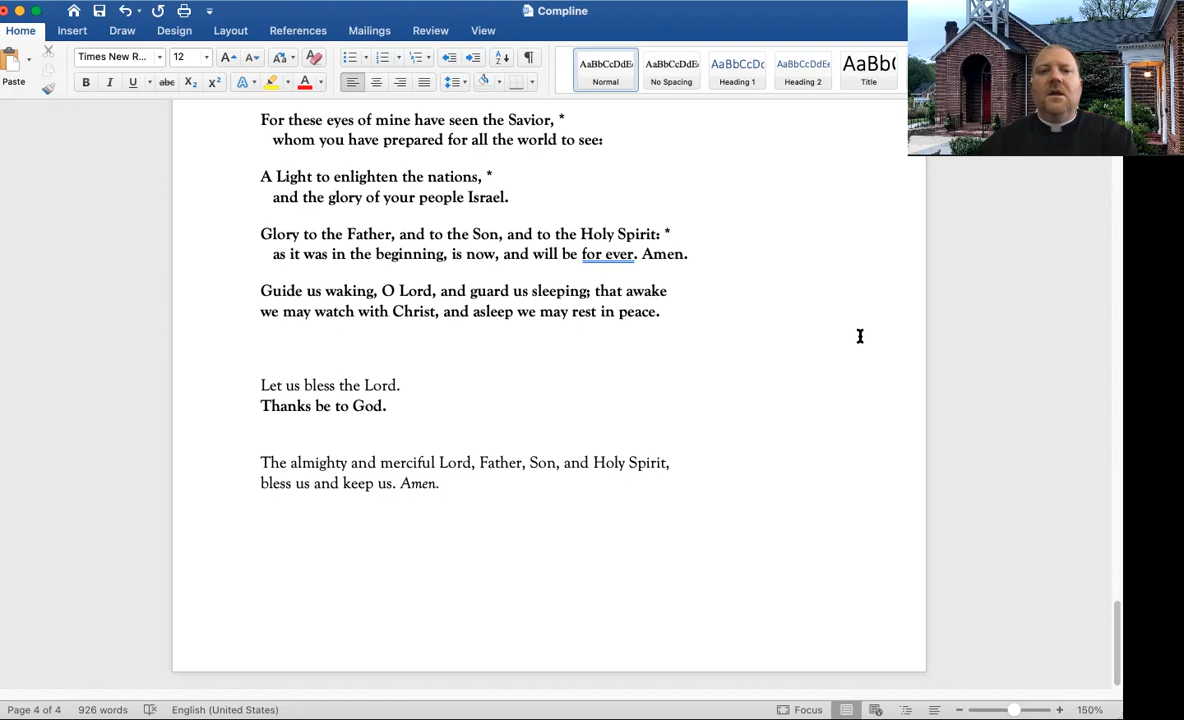 Compline
Home Insert Draw Design Layout References Mailings Review View
Paste
Times New R... 12
AaBbCcDdEe AaBbCcDdEe AaBbCcDc AaBbCcDdEe AaBb(
Normal No Spacing Heading 1 Heading 2 Title
For these eyes of mine have seen the Savior, *
whom you have prepared for all the world to see:
A Light to enlighten the nations, *
and the glory of your people Israel.
Glory to the Father, and to the Son, and to the Holy Spirit: *
as it was in the beginning, is now, and will be for ever. Amen.
Guide us waking, O Lord, and guard us sleeping; that awake
we may watch with Christ, and asleep we may rest in peace.
Let us bless the Lord.
Thanks be to God.
The almighty and merciful Lord, Father, Son, and Holy Spirit,
bless us and keep us. Amen.
Page 4 of 4 926 words English (United States) Focus 150%